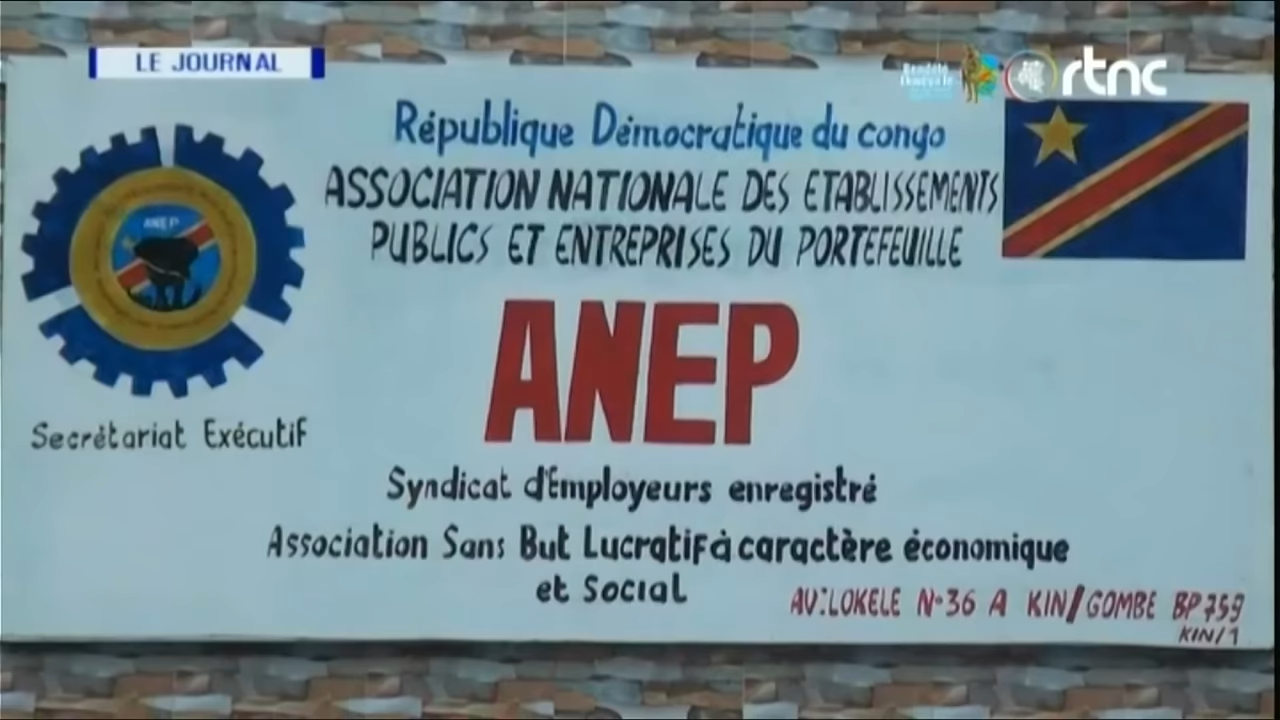 LE JOURNAL
rtnc
République Démocratique du congo
ASSOCIATION NATIONALE DES ETABLISSEMENTS
PUBLICS ET ENTREPRISES DU PORTEFEUILLE
ANEP
ANEP
Secrétariat Exécutif
Syndicat d'Employeurs enregistré
Association Sans But Lucratif à caractère économique
et Social
AV:LOKELE N°36 A KIN/GOMBE BP 759
KIN/1